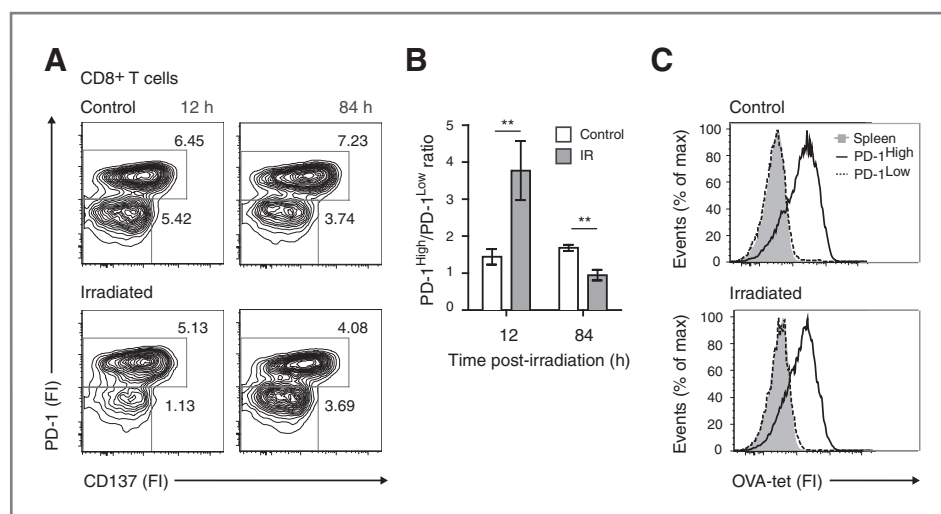 A
CD8+ T cells
Control 12 h 84 h
6.45
5.42
7.23
3.74
Irradiated
5.13
1.13
4.08
3.69
PD-1 (FI)
CD137 (FI)
B
Control
IR
**
**
PD-1High/PD-1Low ratio
5
4
3
2
1
0
12 84
Time post-irradiation (h)
C
Control
Spleen
PD-1High
PD-1Low
Events (% of max)
100
80
60
40
20
0
Irradiated
Events (% of max)
100
80
60
40
20
0
OVA-tet (FI)